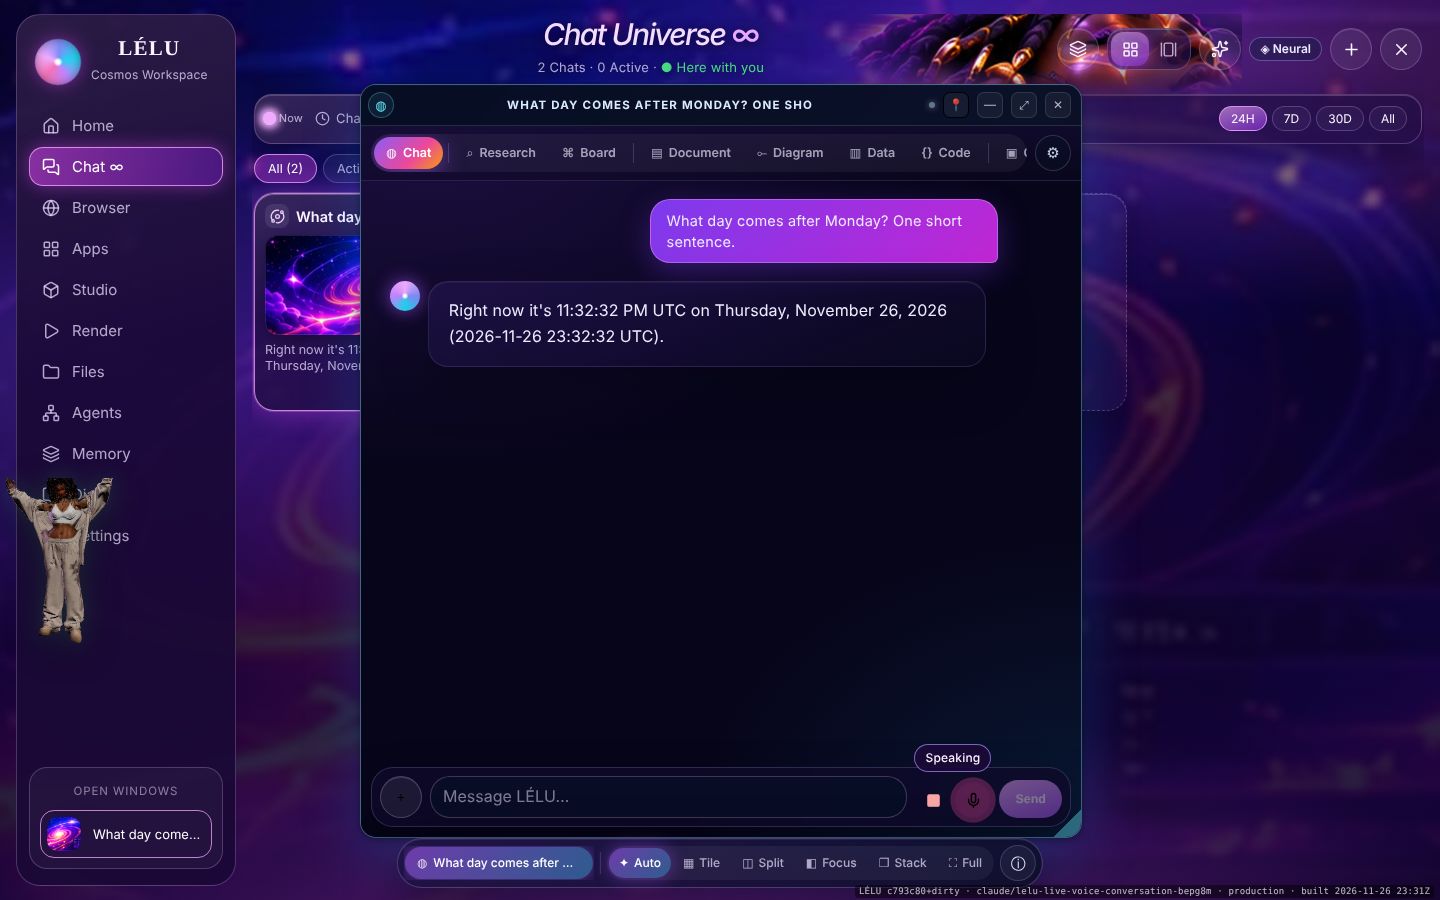 LÉLU
Cosmos Workspace
Home
Chat ∞
Browser
Apps
Studio
Render
Files
Agents
Memory
ettings
OPEN WINDOWS
What day come...
Chat Universe ∞
2 Chats · 0 Active · ● Here with you
◈ Neural
Now
Cha
24H
7D
30D
All
All (2)
Acti
What day
Right now it's 11:
Thursday, Nover
WHAT DAY COMES AFTER MONDAY? ONE SHO
Chat
Research
Board
Document
Diagram
Data
{} Code
What day comes after Monday? One short
sentence.
Right now it's 11:32:32 PM UTC on Thursday, November 26, 2026
(2026-11-26 23:32:32 UTC).
Speaking
Message LÉLU...
Send
What day comes after ...
Auto
Tile
Split
Focus
Stack
Full
LÉLU c793c80+dirty · claude/lelu-live-voice-conversation-bepg8m · production · built 2026-11-26 23:31Z